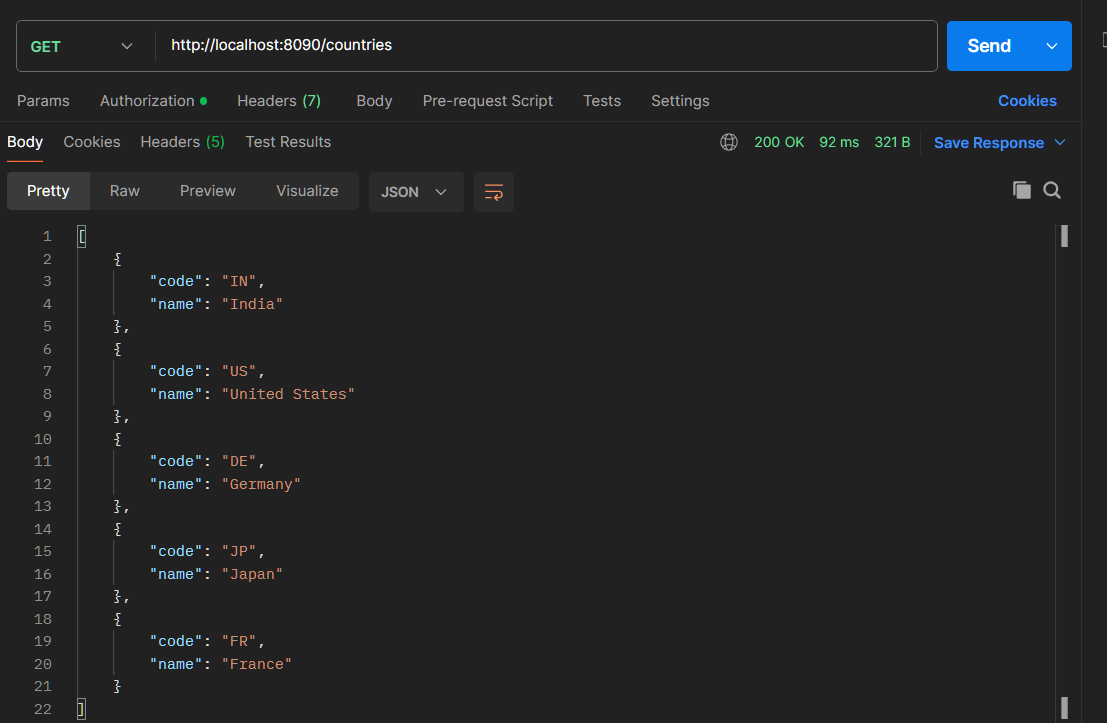 GET http://localhost:8090/countries Send
Params Authorization Headers (7) Body Pre-request Script Tests Settings Cookies
Body Cookies Headers (5) Test Results 200 OK 92 ms 321 B Save Response
Pretty Raw Preview Visualize JSON
1 [
2 {
3 "code": "IN",
4 "name": "India"
5 },
6 {
7 "code": "US",
8 "name": "United States"
9 },
10 {
11 "code": "DE",
12 "name": "Germany"
13 },
14 {
15 "code": "JP",
16 "name": "Japan"
17 },
18 {
19 "code": "FR",
20 "name": "France"
21 }
22 ]